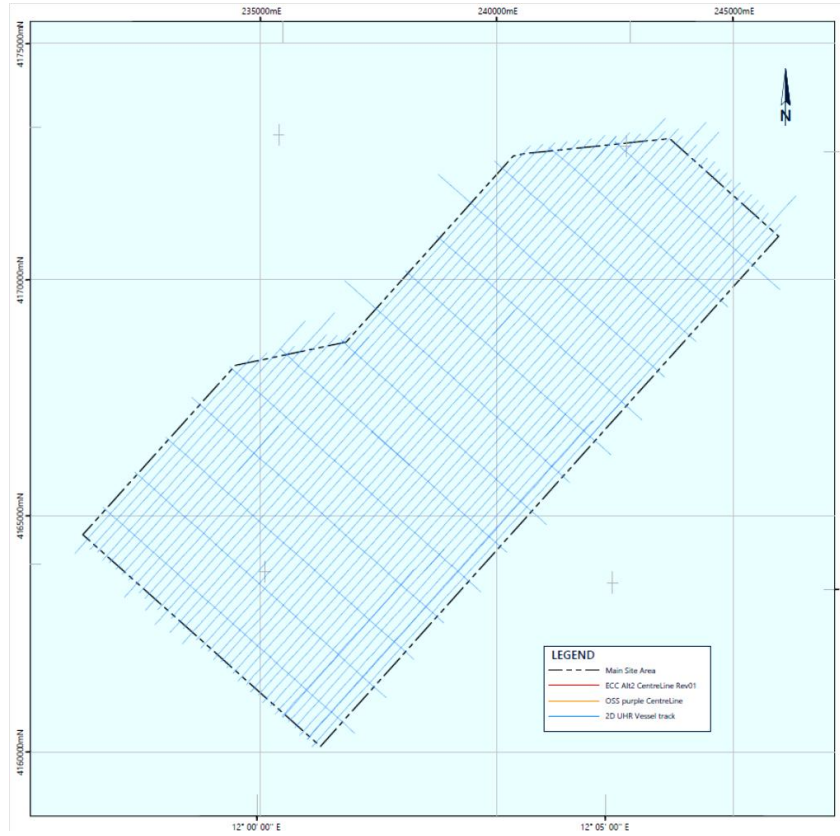 235000mE 240000mE 245000mE
4175000mN
N
4170000mN
4165000mN
LEGEND
Main Site Area
ECC Alt2 CentreLine Rev01
OSS purple CentreLine
2D UHR Vessel track
4160000mN
12° 00' 00'' E 12° 05' 00'' E